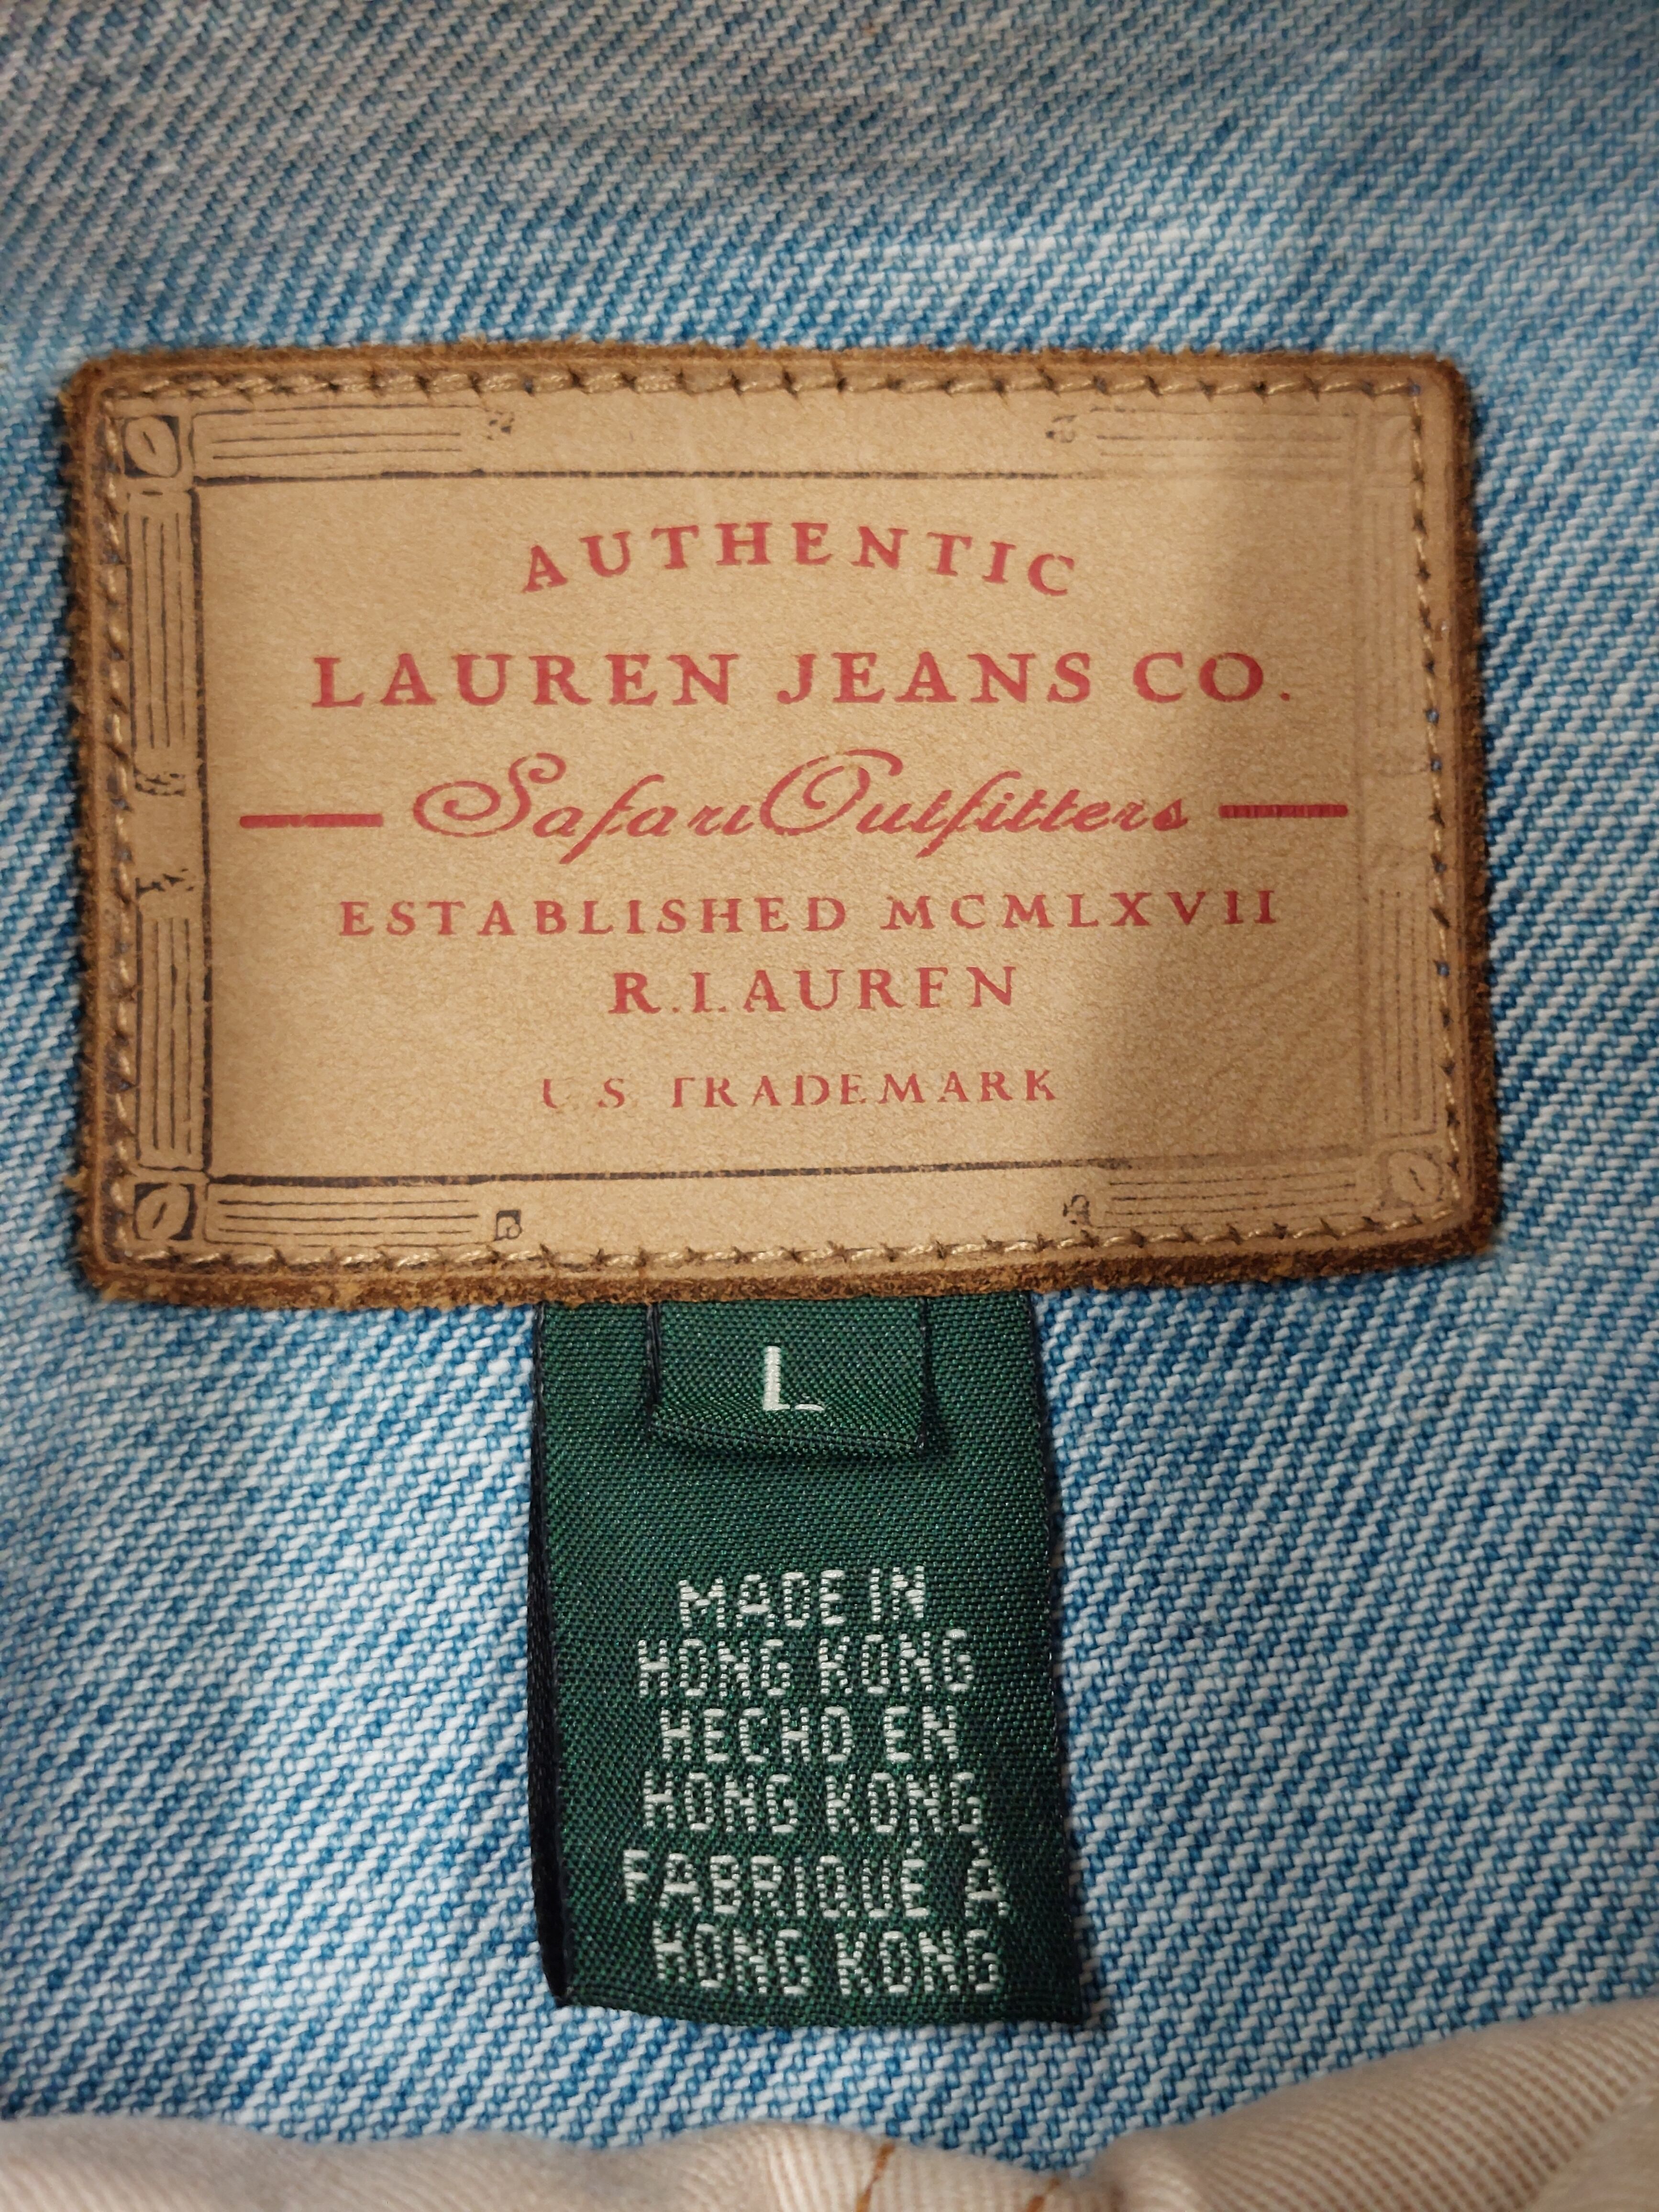 AUTHENTIC
LAUREN JEANS CO.
Safari Outfitters
ESTABLISHED MCMLXVII
R.LAUREN
U S TRADEMARK
L
MADE IN
HONG KONG
HECHO EN
HONG KONG
FABRIQUÉ À
HONG KONG